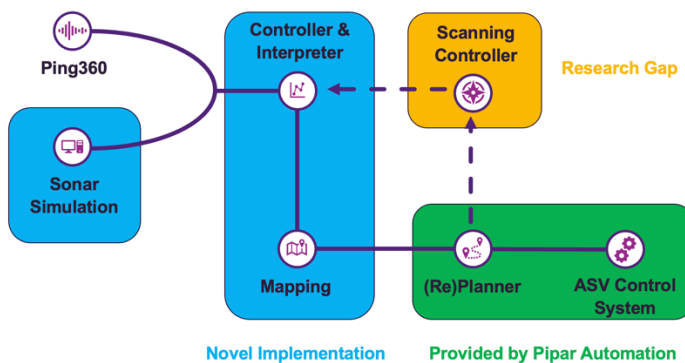 Ping360
Controller &
Interpreter
Scanning
Controller
Research Gap
Sonar
Simulation
Mapping
(Re)Planner
ASV Control
System
Novel Implementation
Provided by Pipar Automation